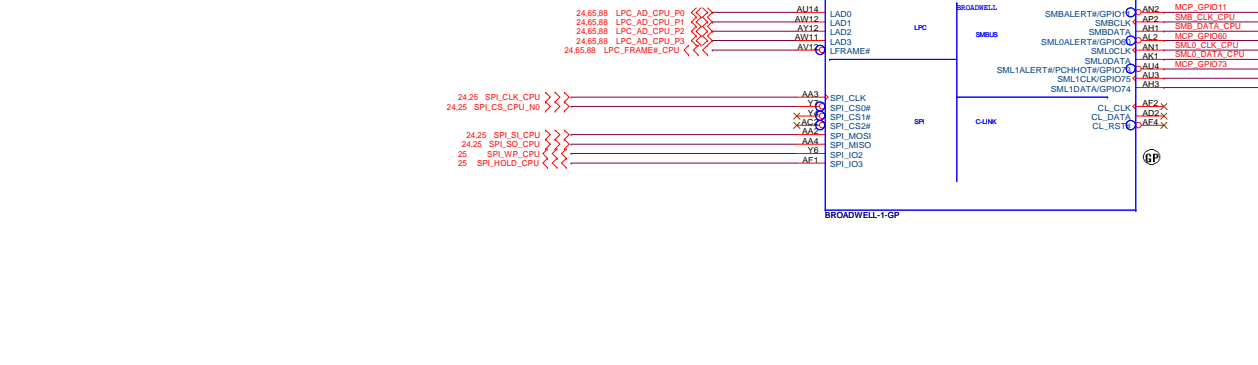 BROADWELL
24,65,88 LPC_AD_CPU_P0 AU14 LAD0 SMBALERT#/GPIO11 AN2 MCP_GPIO11
24,65,88 LPC_AD_CPU_P1 AW12 LAD1 LPC SMBCLK AP2 SMB_CLK_CPU
24,65,88 LPC_AD_CPU_P2 AY12 LAD2 SMBUS SMBDATA AH1 SMB_DATA_CPU
24,65,88 LPC_AD_CPU_P3 AW11 LAD3 SML0ALERT#/GPIO60 AL2 MCP_GPIO60
24,65,88 LPC_FRAME#_CPU AV12 LFRAME# SML0CLK AN1 SML0_CLK_CPU
SML0DATA AK1 SML0_DATA_CPU
SML1ALERT#/PCHHOT#/GPIO73 AU4 MCP_GPIO73
SML1CLK/GPIO75 AU3
SML1DATA/GPIO74 AH3
24,25 SPI_CLK_CPU AA3 SPI_CLK
24,25 SPI_CS_CPU_N0 Y7 SPI_CS0# CL_CLK AF2
SPI_CS1# CL_DATA AD2
AC2 SPI_CS2# SPI C-LINK CL_RST# AF4
24,25 SPI_SI_CPU AA2 SPI_MOSI
24,25 SPI_SO_CPU AA4 SPI_MISO
25 SPI_WP_CPU Y6 SPI_IO2
25 SPI_HOLD_CPU AF1 SPI_IO3
GP
BROADWELL-1-GP